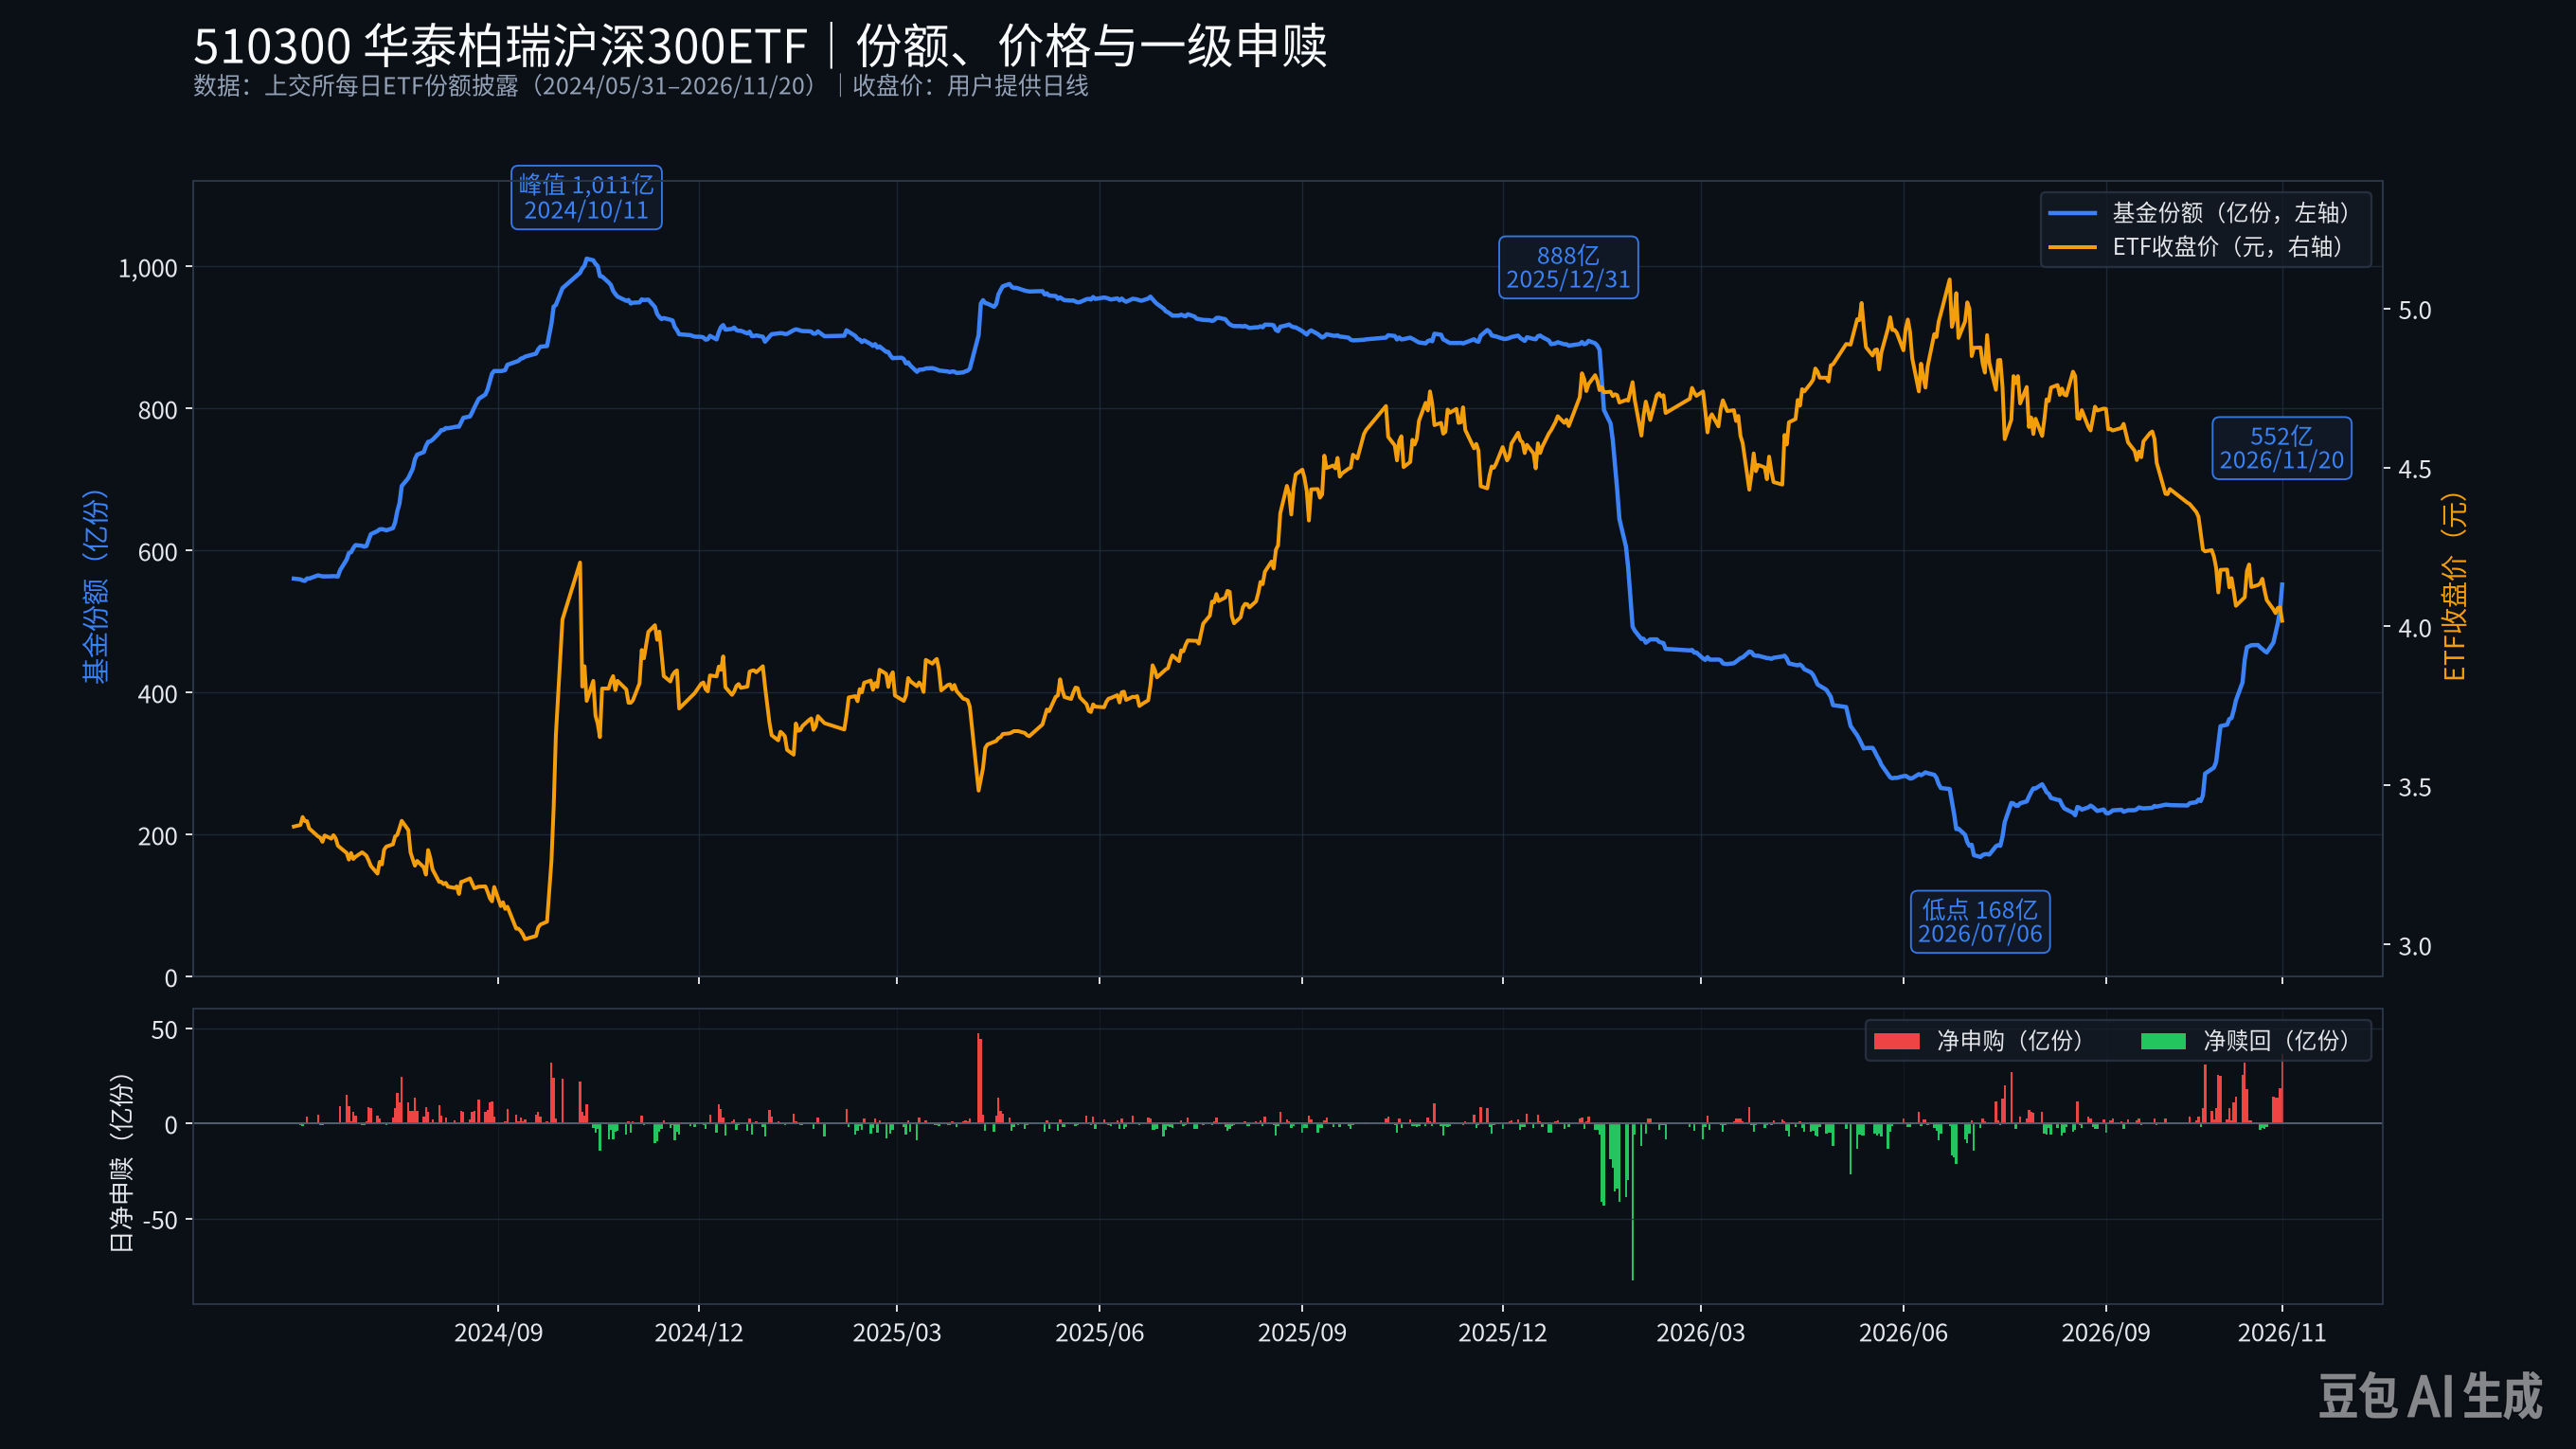 510300 华泰柏瑞沪深300ETF｜份额、价格与一级申赎
数据：上交所每日ETF份额披露（2024/05/31–2026/11/20）｜收盘价：用户提供日线
峰值 1,011亿
2024/10/11
888亿
2025/12/31
基金份额（亿份，左轴）
ETF收盘价（元，右轴）
552亿
2026/11/20
低点 168亿
2026/07/06
基金份额（亿份）
1,000
800
600
400
200
0
ETF收盘价（元）
5.0
4.5
4.0
3.5
3.0
净申购（亿份）
净赎回（亿份）
日净申赎（亿份）
50
0
-50
2024/09
2024/12
2025/03
2025/06
2025/09
2025/12
2026/03
2026/06
2026/09
2026/11
豆包AI生成